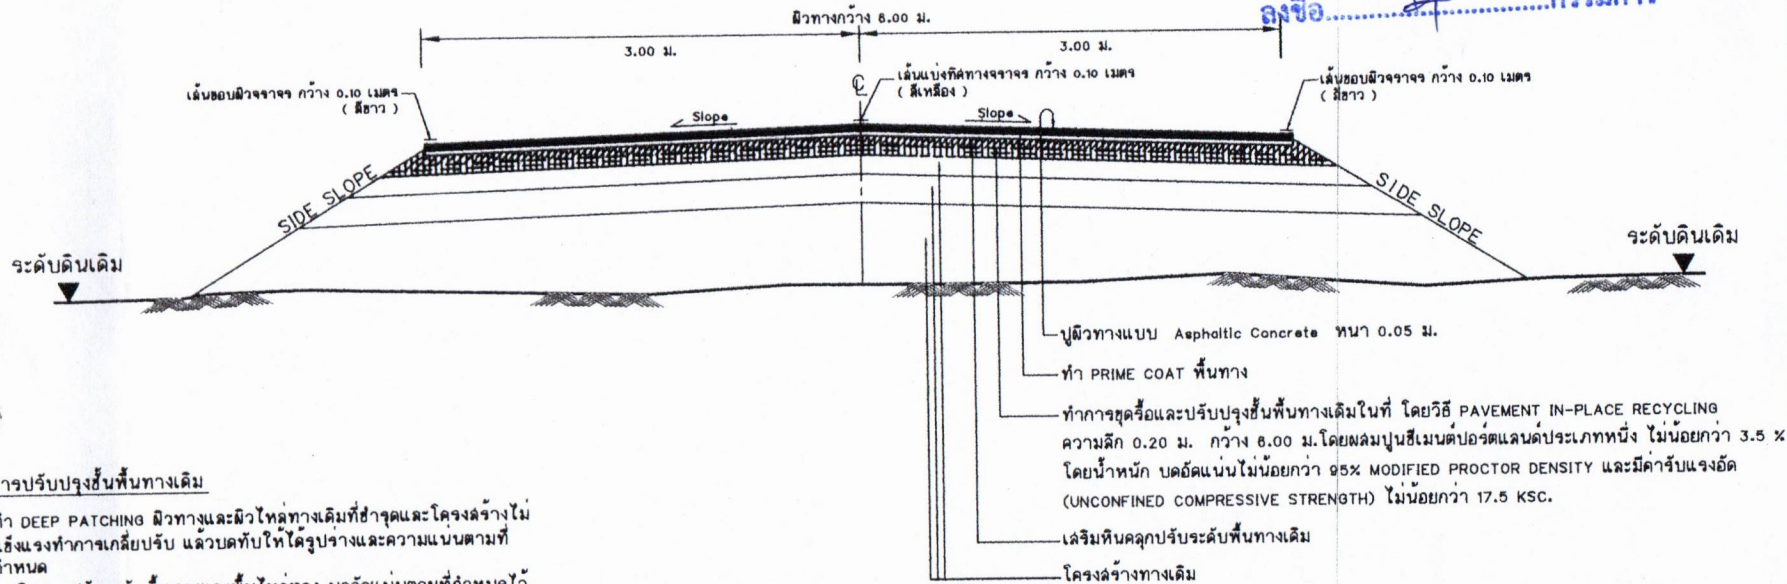 ลงชื่อ..............................กรรมการ
ผิวทางกว้าง 6.00 ม.
3.00 ม.
3.00 ม.
เส้นขอบผิวจราจร กว้าง 0.10 เมตร
( สีขาว )
เส้นแบ่งทิศทางจราจร กว้าง 0.10 เมตร
( สีเหลือง )
เส้นขอบผิวจราจร กว้าง 0.10 เมตร
( สีขาว )
Slope
Slope
SIDE SLOPE
SIDE SLOPE
ระดับดินเดิม
ระดับดินเดิม
ปูผิวทางแบบ Asphaltic Concrete หนา 0.05 ม.
ทำ PRIME COAT พื้นทาง
ทำการขุดรื้อและปรับปรุงชั้นพื้นทางเดิมในที่ โดยวิธี PAVEMENT IN-PLACE RECYCLING
ความลึก 0.20 ม. กว้าง 6.00 ม.โดยผสมปูนซีเมนต์ปอร์ตแลนด์ประเภทหนึ่ง ไม่น้อยกว่า 3.5 %
โดยน้ำหนัก บดอัดแน่นไม่น้อยกว่า 95% MODIFIED PROCTOR DENSITY และมีค่ารับแรงอัด
(UNCONFINED COMPRESSIVE STRENGTH) ไม่น้อยกว่า 17.5 KSC.
เสริมหินคลุกปรับระดับพื้นทางเดิม
โครงสร้างทางเดิม
การปรับปรุงชั้นพื้นทางเดิม
ทำ DEEP PATCHING ผิวทางและผิวไหล่ทางเดิมที่ชำรุดและโครงสร้างไม่
แข็งแรงทำการเกลี่ยปรับ แล้วบดทับให้ได้รูปร่างและความแน่นตามที่
กำหนด